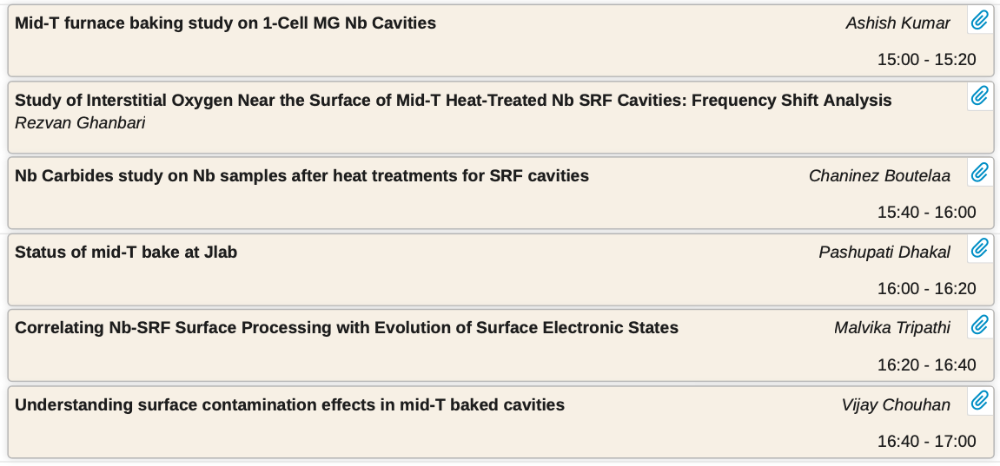 Mid-T furnace baking study on 1-Cell MG Nb Cavities Ashish Kumar
15:00 - 15:20
Study of Interstitial Oxygen Near the Surface of Mid-T Heat-Treated Nb SRF Cavities: Frequency Shift Analysis
Rezvan Ghanbari
Nb Carbides study on Nb samples after heat treatments for SRF cavities Chaninez Boutelaa
15:40 - 16:00
Status of mid-T bake at Jlab Pashupati Dhakal
16:00 - 16:20
Correlating Nb-SRF Surface Processing with Evolution of Surface Electronic States Malvika Tripathi
16:20 - 16:40
Understanding surface contamination effects in mid-T baked cavities Vijay Chouhan
16:40 - 17:00